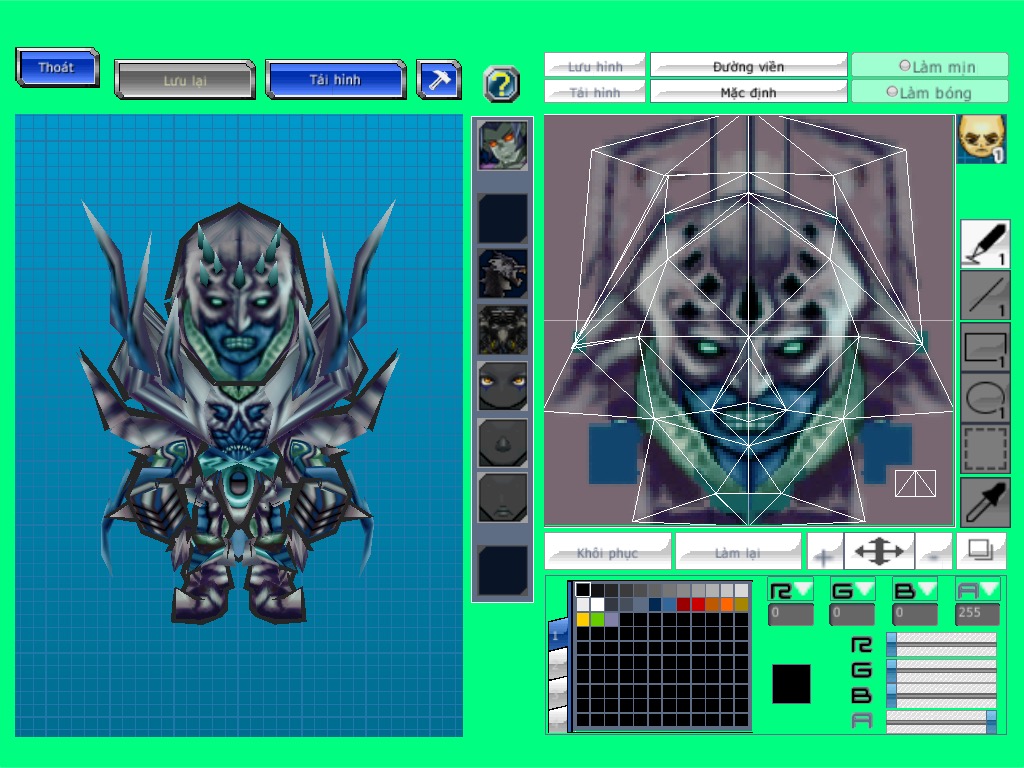 Thoát
Lưu lại
Tải hình
?
Lưu hình
Đường viền
Làm mịn
Tải hình
Mặc định
Làm bóng
1
1
1
1
1
Khôi phục
Làm lại
+
-
R G B A
0 0 0 255
1
R
G
B
A